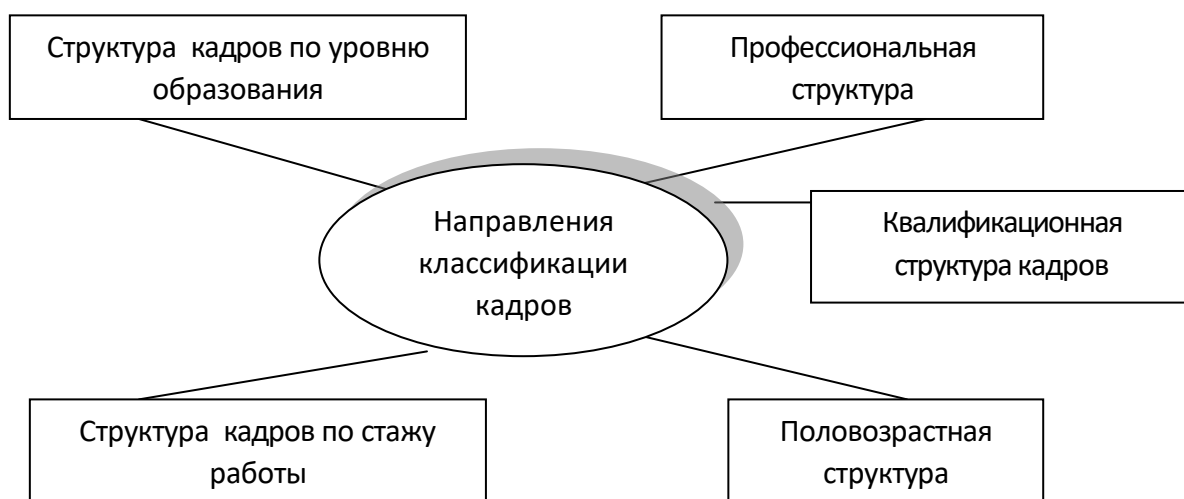 Структура  кадров по уровню
образования
Профессиональная
структура
Направления
классификации
кадров
Квалификационная
структура кадров
Структура  кадров по стажу
работы
Половозрастная
структура